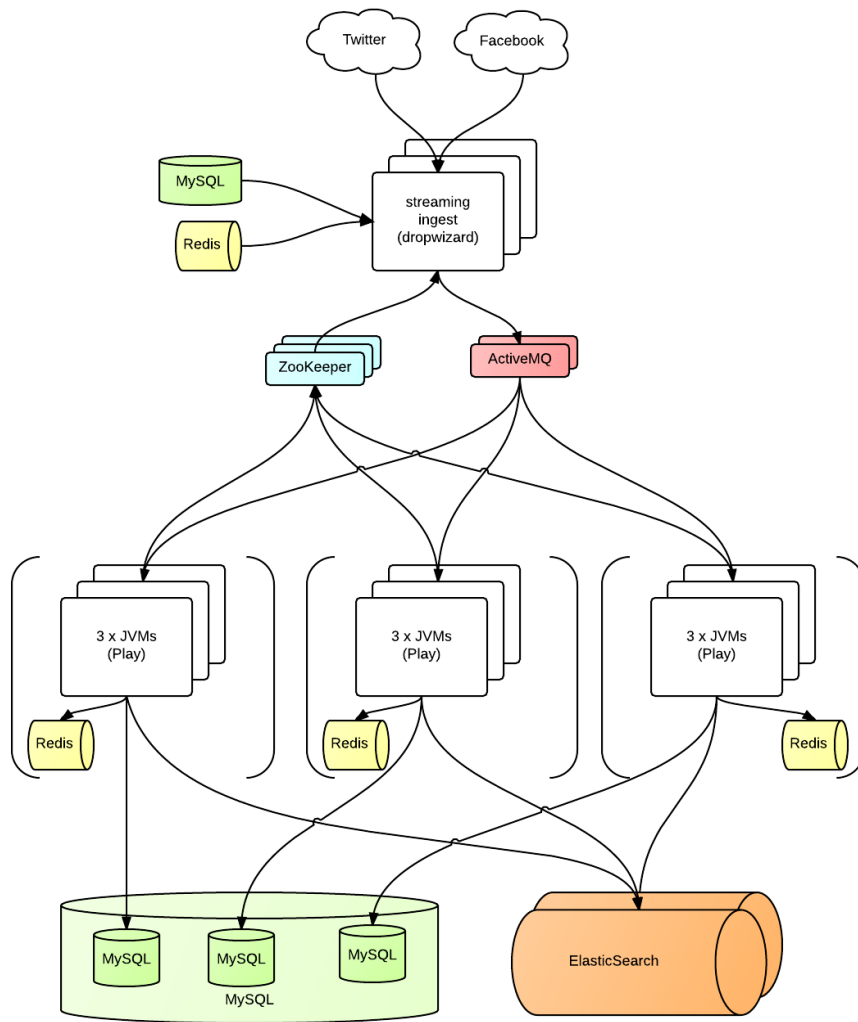 Twitter
Facebook
MySQL
streaming
ingest
(dropwizard)
Redis
ZooKeeper
ActiveMQ
3 x JVMs
(Play)
3 x JVMs
(Play)
3 x JVMs
(Play)
Redis
Redis
Redis
MySQL
MySQL
MySQL
MySQL
ElasticSearch